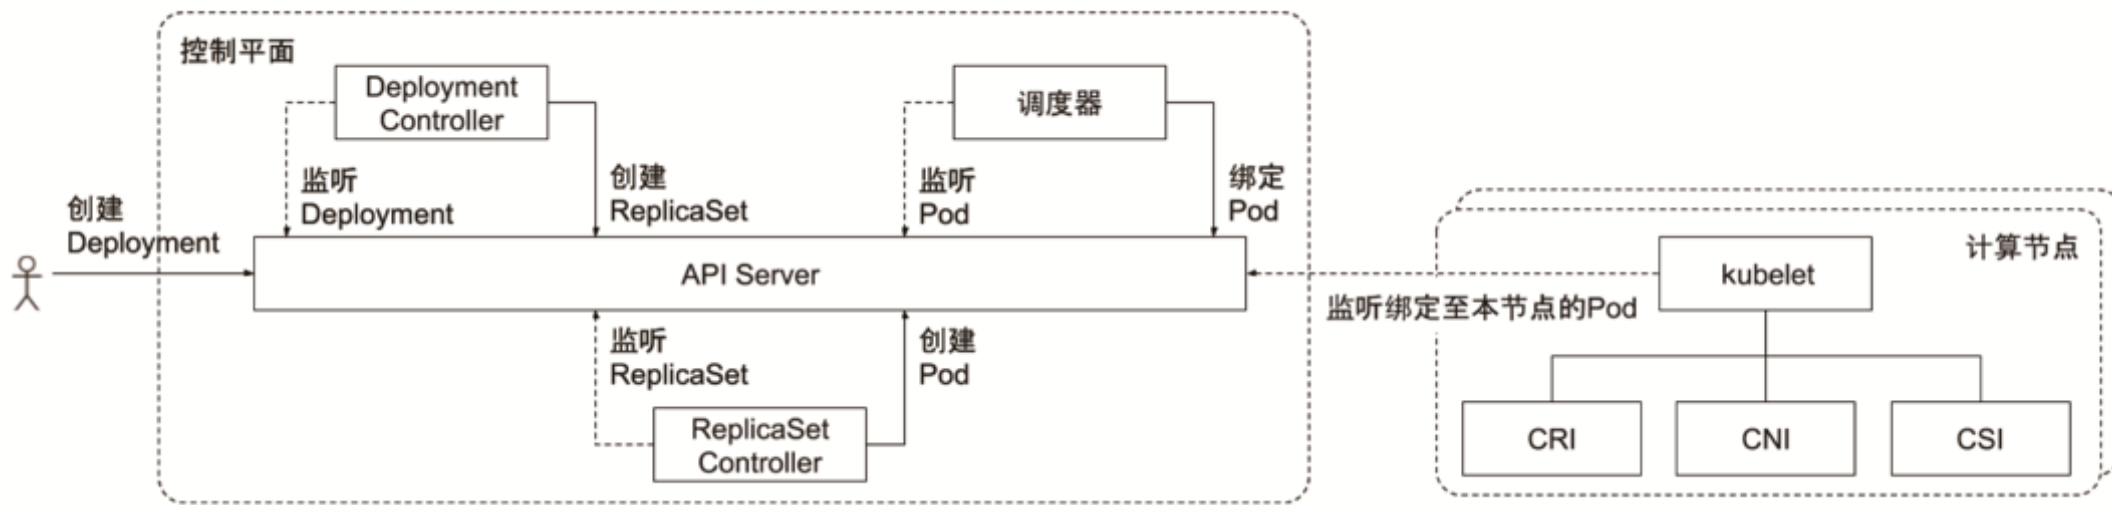 控制平面
Deployment
Controller
调度器
监听
Deployment
创建
ReplicaSet
监听
Pod
绑定
Pod
创建
Deployment
API Server
监听
ReplicaSet
创建
Pod
ReplicaSet
Controller
监听绑定至本节点的Pod
计算节点
kubelet
CRI
CNI
CSI